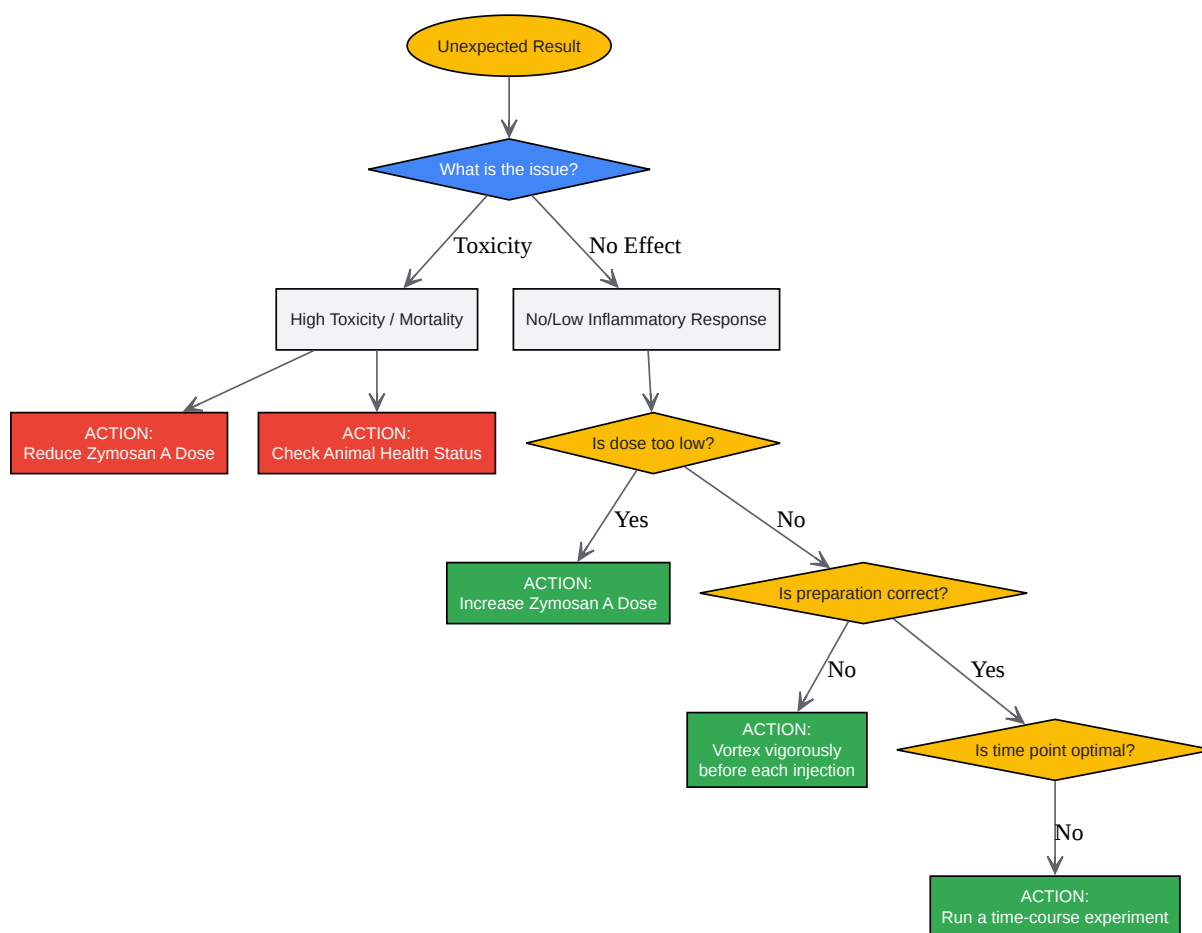 Unexpected Result
What is the issue?
Toxicity
No Effect
High Toxicity / Mortality
No/Low Inflammatory Response
ACTION:
Reduce Zymosan A Dose
ACTION:
Check Animal Health Status
Is dose too low?
Yes
No
ACTION:
Increase Zymosan A Dose
Is preparation correct?
No
Yes
ACTION:
Vortex vigorously
before each injection
Is time point optimal?
No
ACTION:
Run a time-course experiment